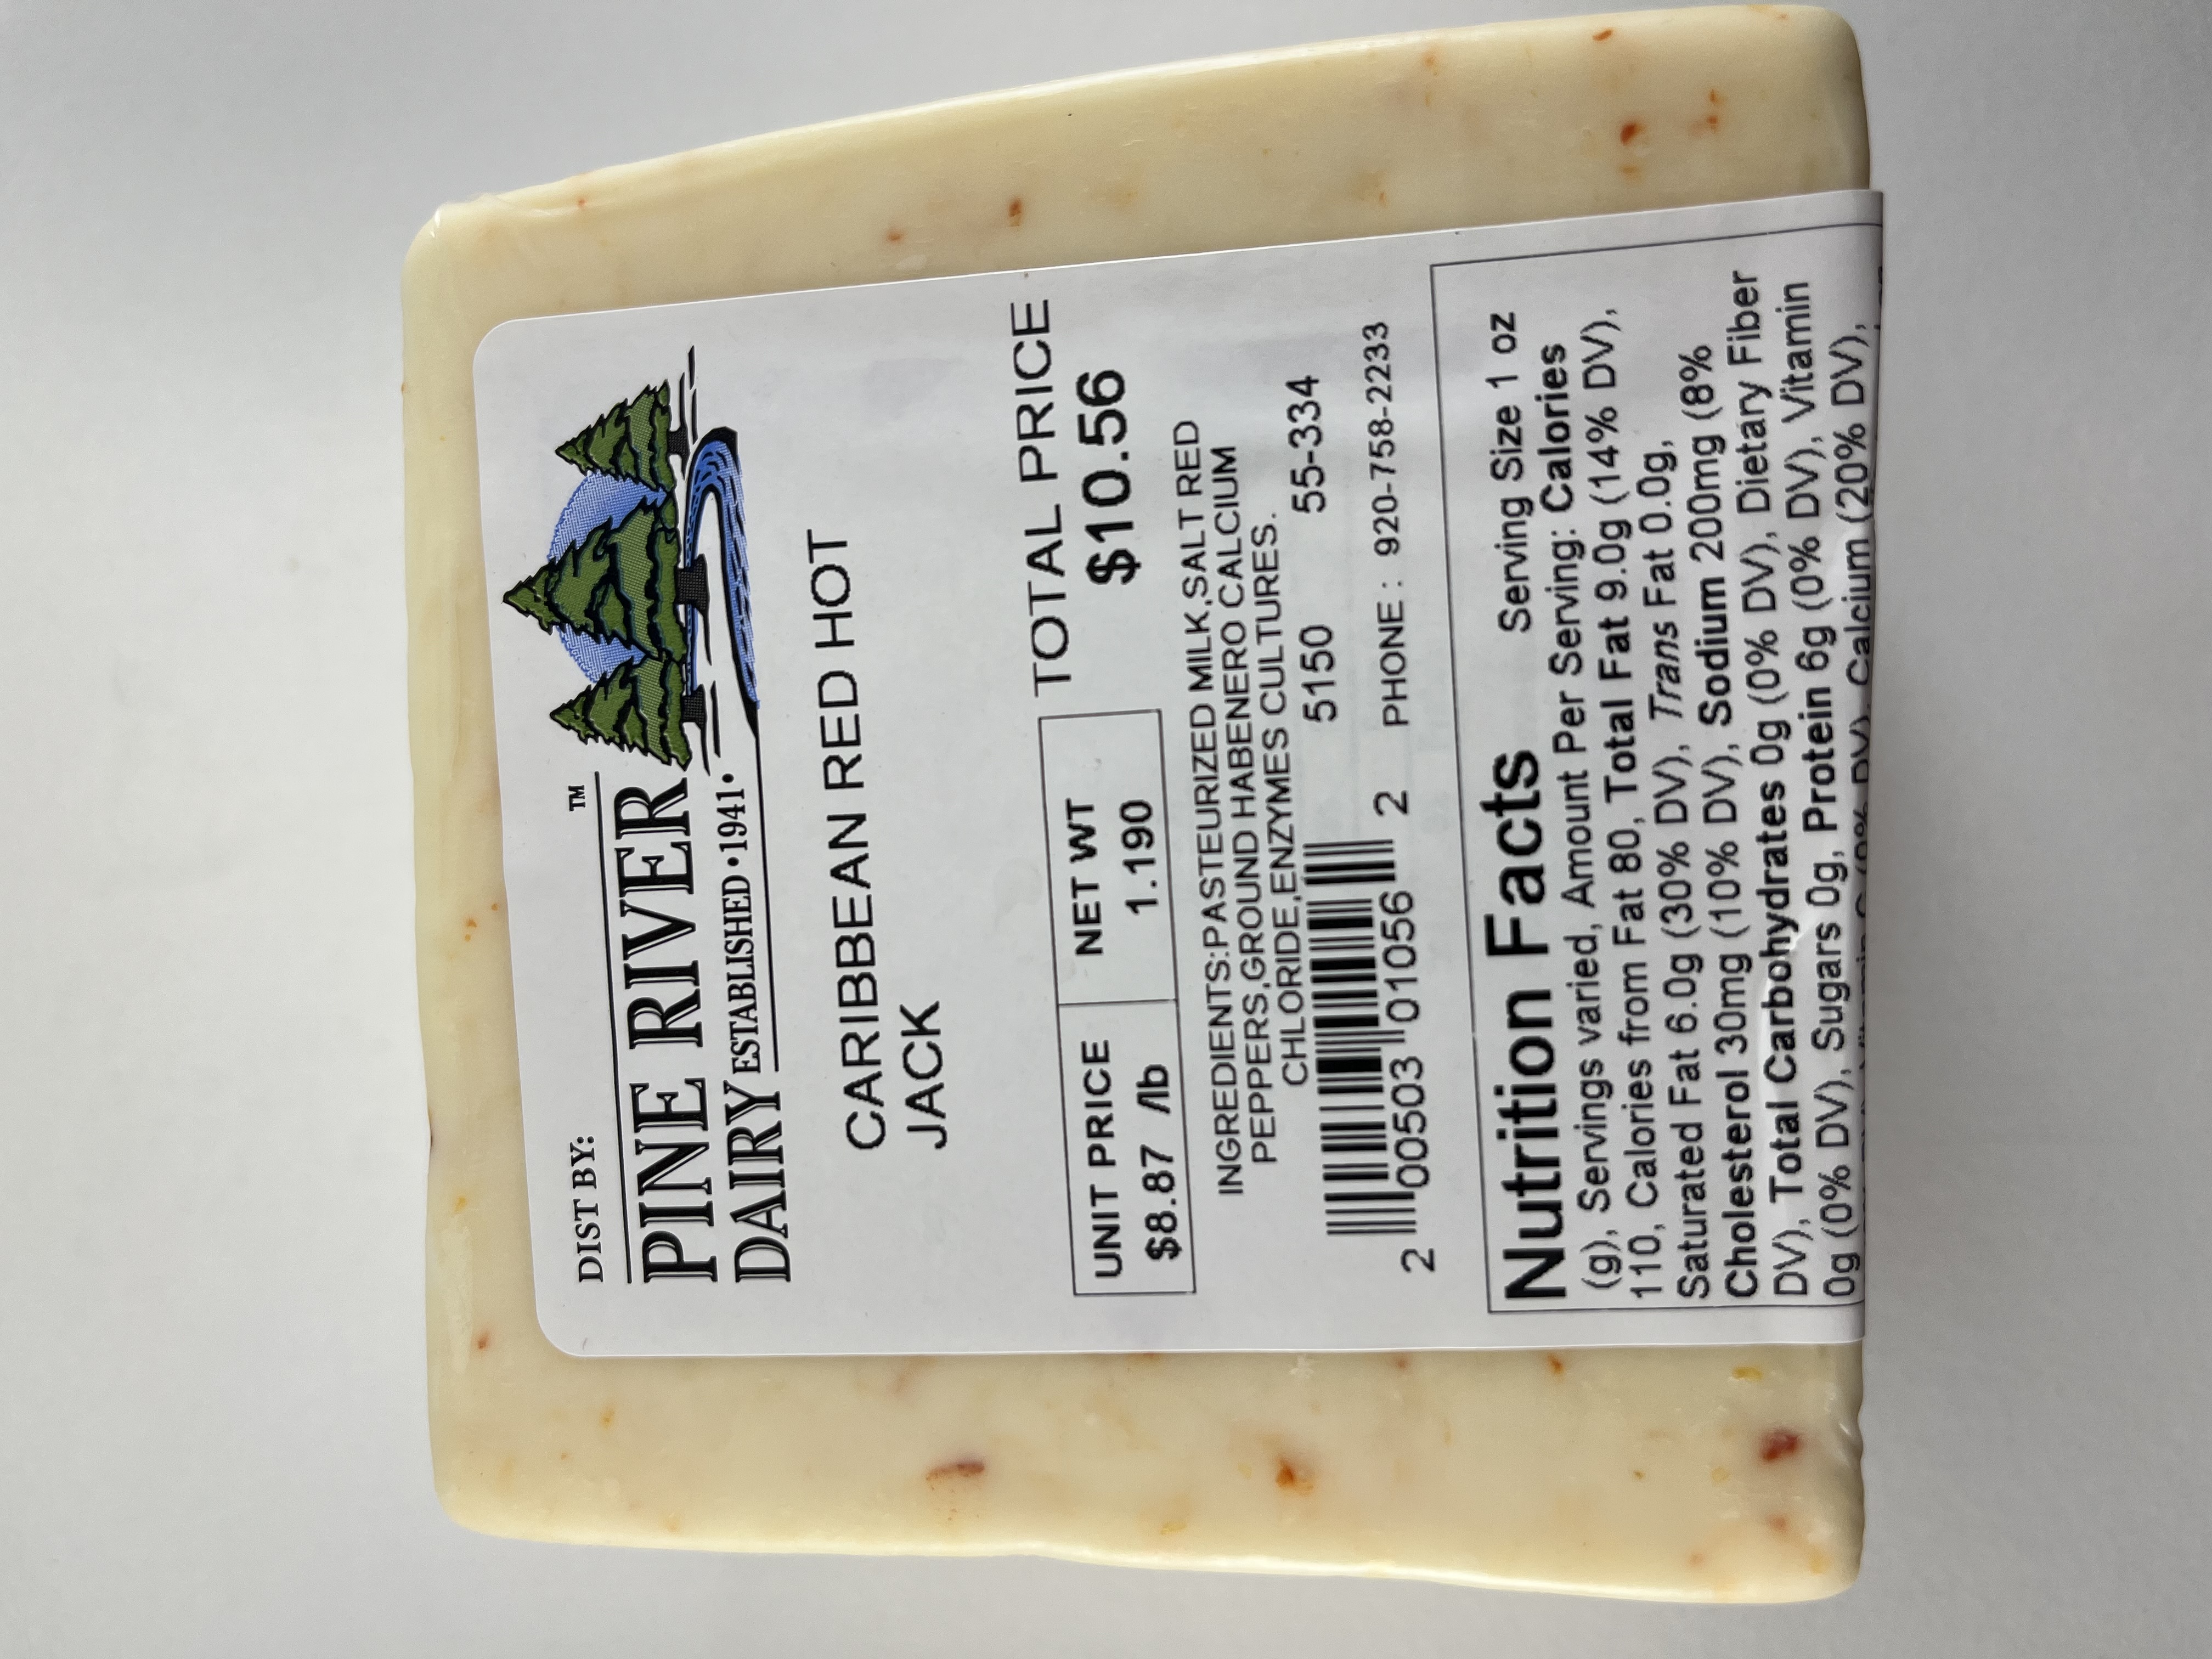 DIST BY:
PINE RIVER™
DAIRY ESTABLISHED • 1941 •
CARIBBEAN RED HOT
JACK
UNIT PRICE NET WT TOTAL PRICE
$8.87 /lb 1.190 $10.56
INGREDIENTS:PASTEURIZED MILK,SALT RED
PEPPERS,GROUND HABENERO CALCIUM
CHLORIDE,ENZYMES CULTURES.
5150 55-334
2 00503 01056 2 PHONE : 920-758-2233
Nutrition Facts Serving Size 1 oz
(g), Servings varied, Amount Per Serving: Calories
110, Calories from Fat 80, Total Fat 9.0g (14% DV),
Saturated Fat 6.0g (30% DV), Trans Fat 0.0g,
Cholesterol 30mg (10% DV), Sodium 200mg (8%
DV), Total Carbohydrates 0g (0% DV), Dietary Fiber
0g (0% DV), Sugars 0g, Protein 6g (0% DV), Vitamin
Calcium (20% DV),